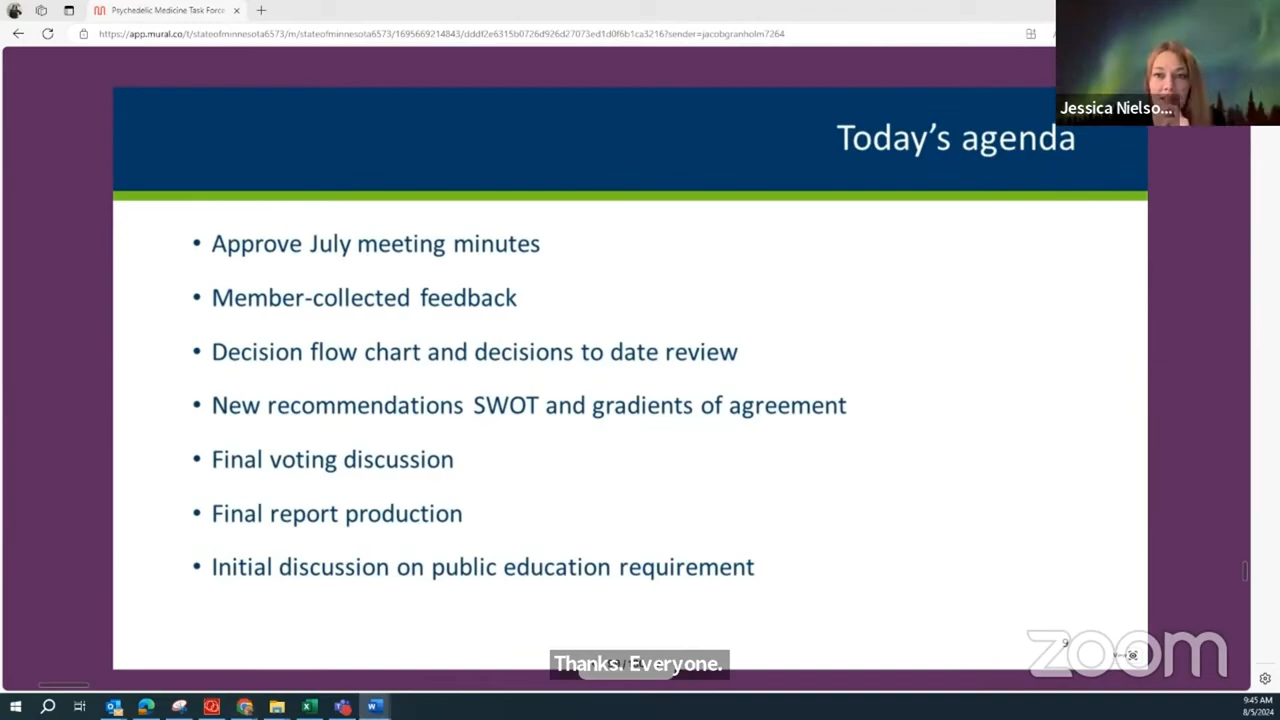 Psychedelic Medicine Task Forc
https://app.mural.co/t/stateofminnesota6573/m/stateofminnesota6573/1695669214843/dddf2e6315b0726d926d27073ed1d0f6b1ca3216?sender=jacobgranholm7264
Jessica Nielso...
Today's agenda
• Approve July meeting minutes
• Member-collected feedback
• Decision flow chart and decisions to date review
• New recommendations SWOT and gradients of agreement
• Final voting discussion
• Final report production
• Initial discussion on public education requirement
9
zoom
Thanks. Everyone.
9:45 AM
8/5/2024